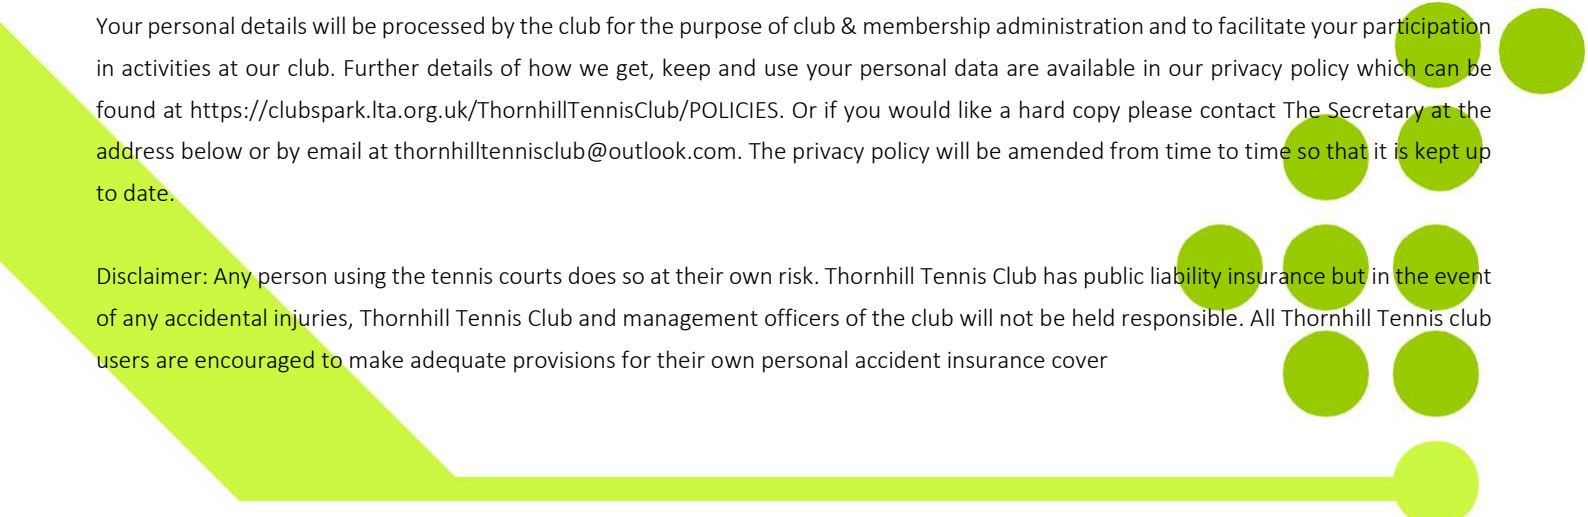 Your personal details will be processed by the club for the purpose of club & membership administration and to facilitate your participation
in activities at our club. Further details of how we get, keep and use your personal data are available in our privacy policy which can be
found at https://clubspark.lta.org.uk/ThornhillTennisClub/POLICIES. Or if you would like a hard copy please contact The Secretary at the
address below or by email at thornhilltennisclub@outlook.com. The privacy policy will be amended from time to time so that it is kept up
to date.
Disclaimer: Any person using the tennis courts does so at their own risk. Thornhill Tennis Club has public liability insurance but in the event
of any accidental injuries, Thornhill Tennis Club and management officers of the club will not be held responsible. All Thornhill Tennis club
users are encouraged to make adequate provisions for their own personal accident insurance cover